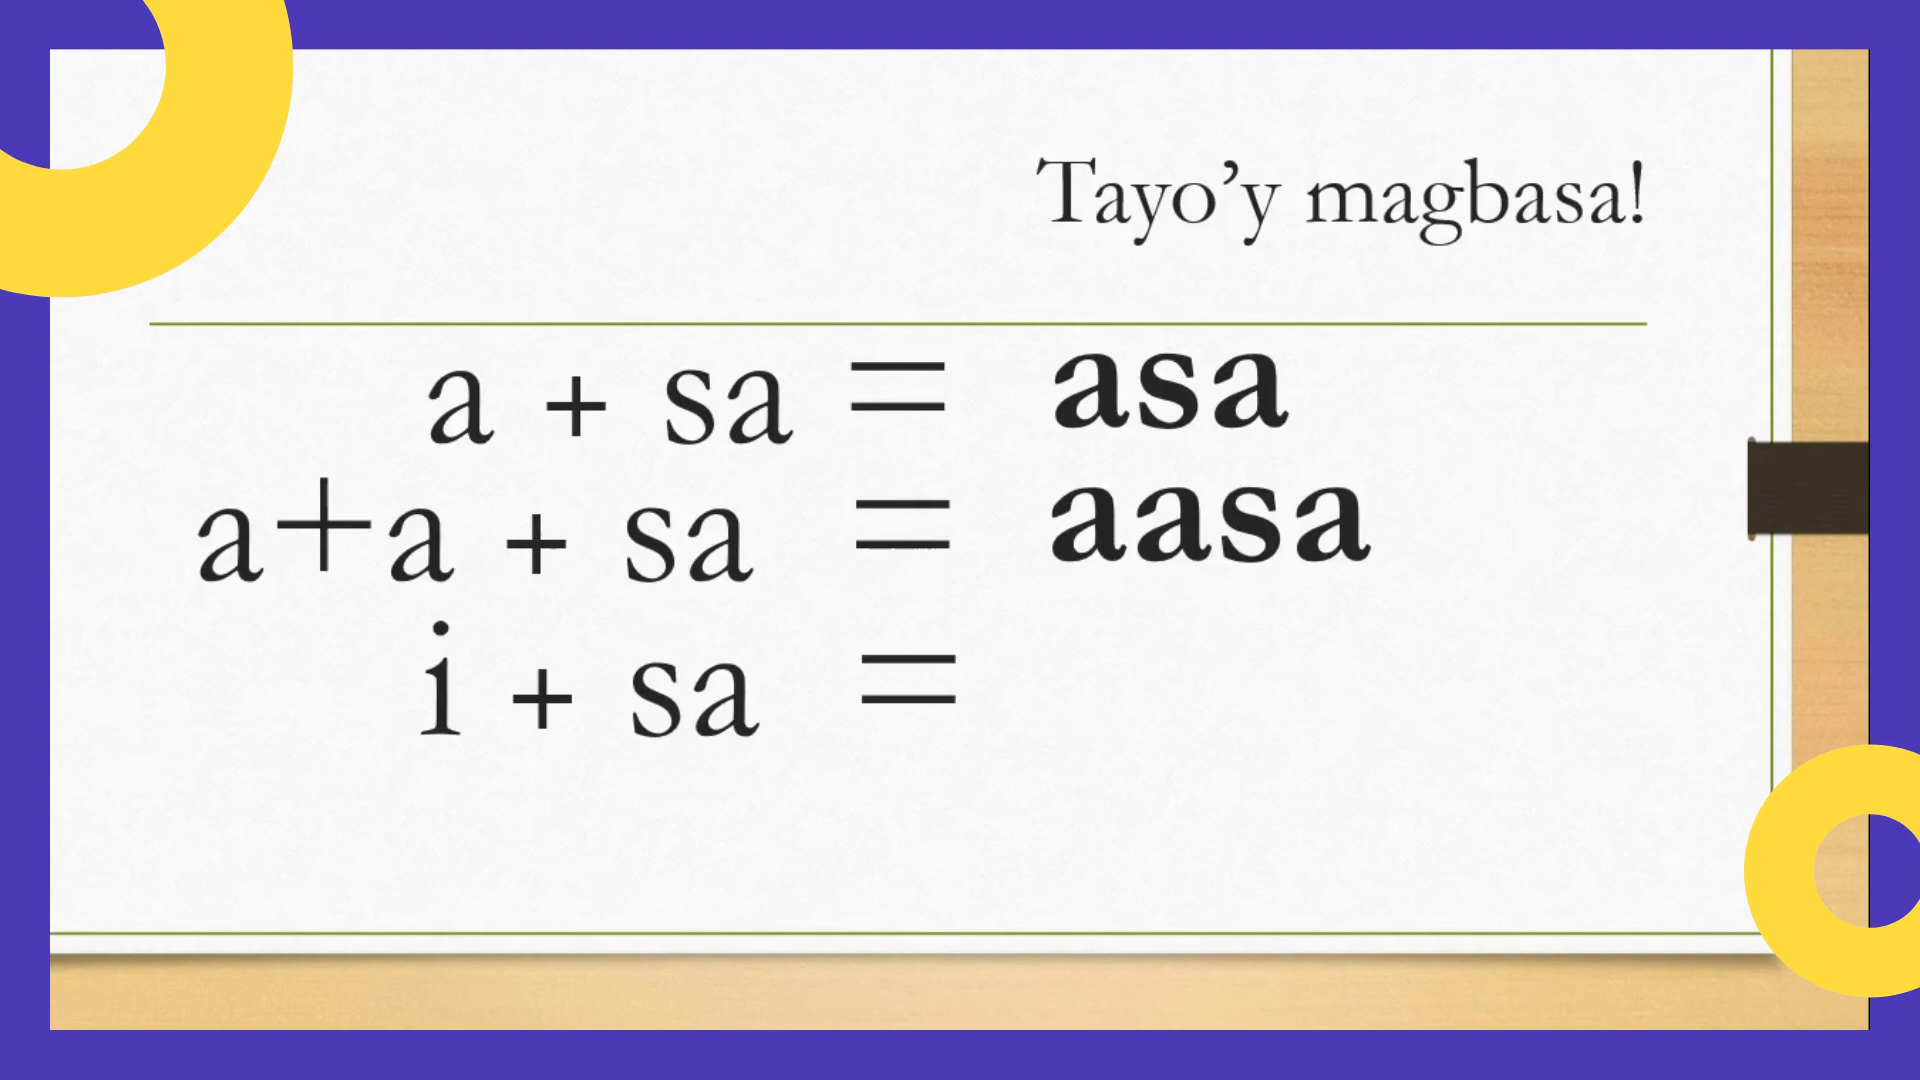 Tayo’y magbasa!
a + sa = asa
a+a + sa = aasa
i + sa =